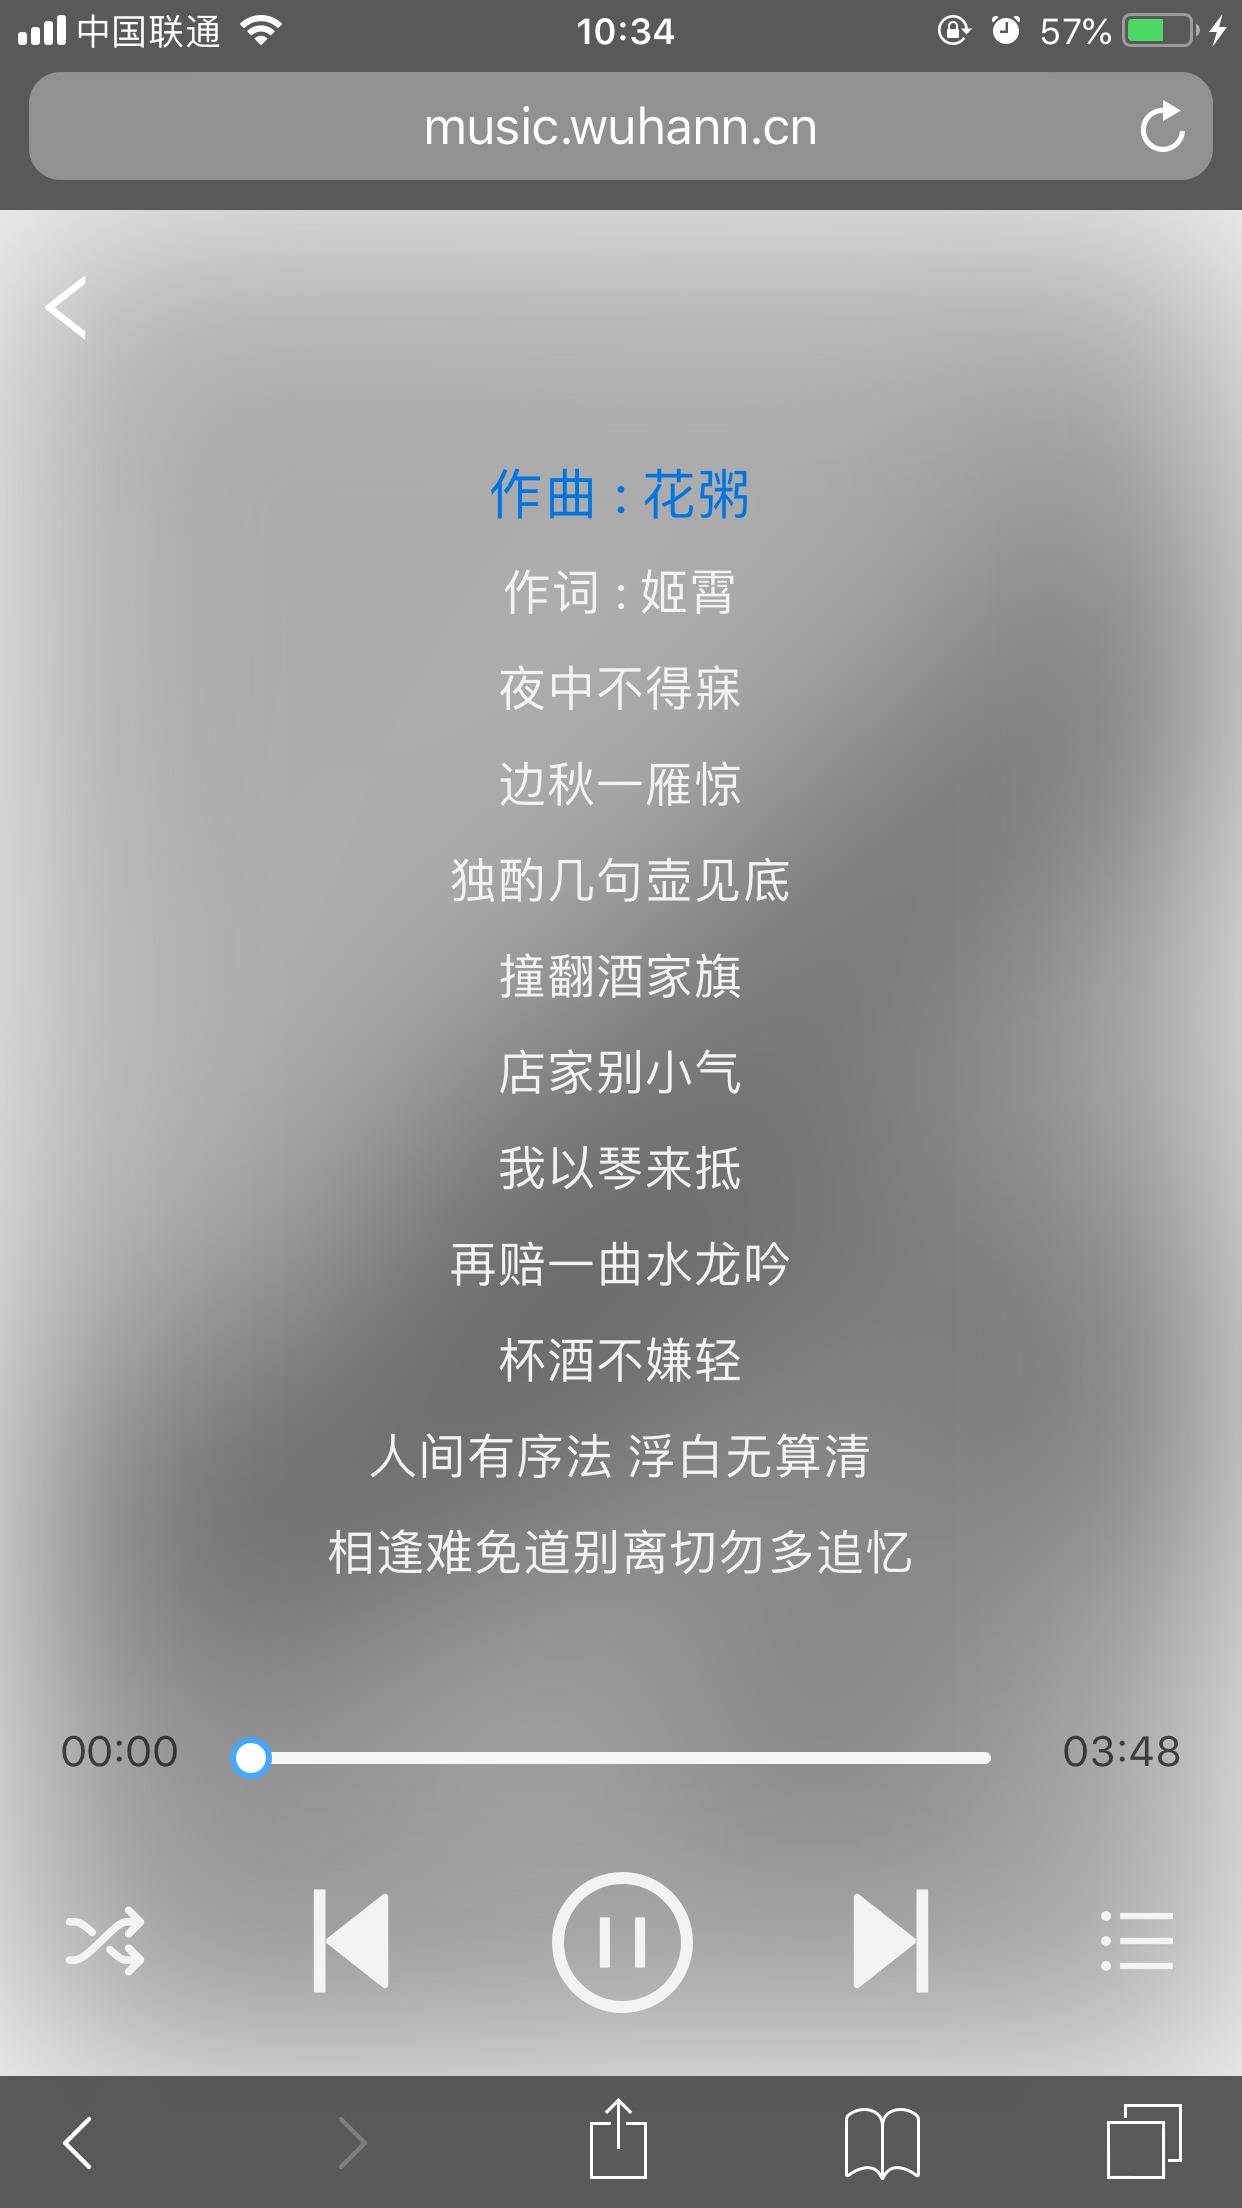 中国联通 10:34 57%
music.wuhann.cn
作曲 : 花粥
作词 : 姬霄
夜中不得寐
边秋一雁惊
独酌几句壶见底
撞翻酒家旗
店家别小气
我以琴来抵
再赔一曲水龙吟
杯酒不嫌轻
人间有序法 浮白无算清
相逢难免道别离切勿多追忆
00:00 03:48